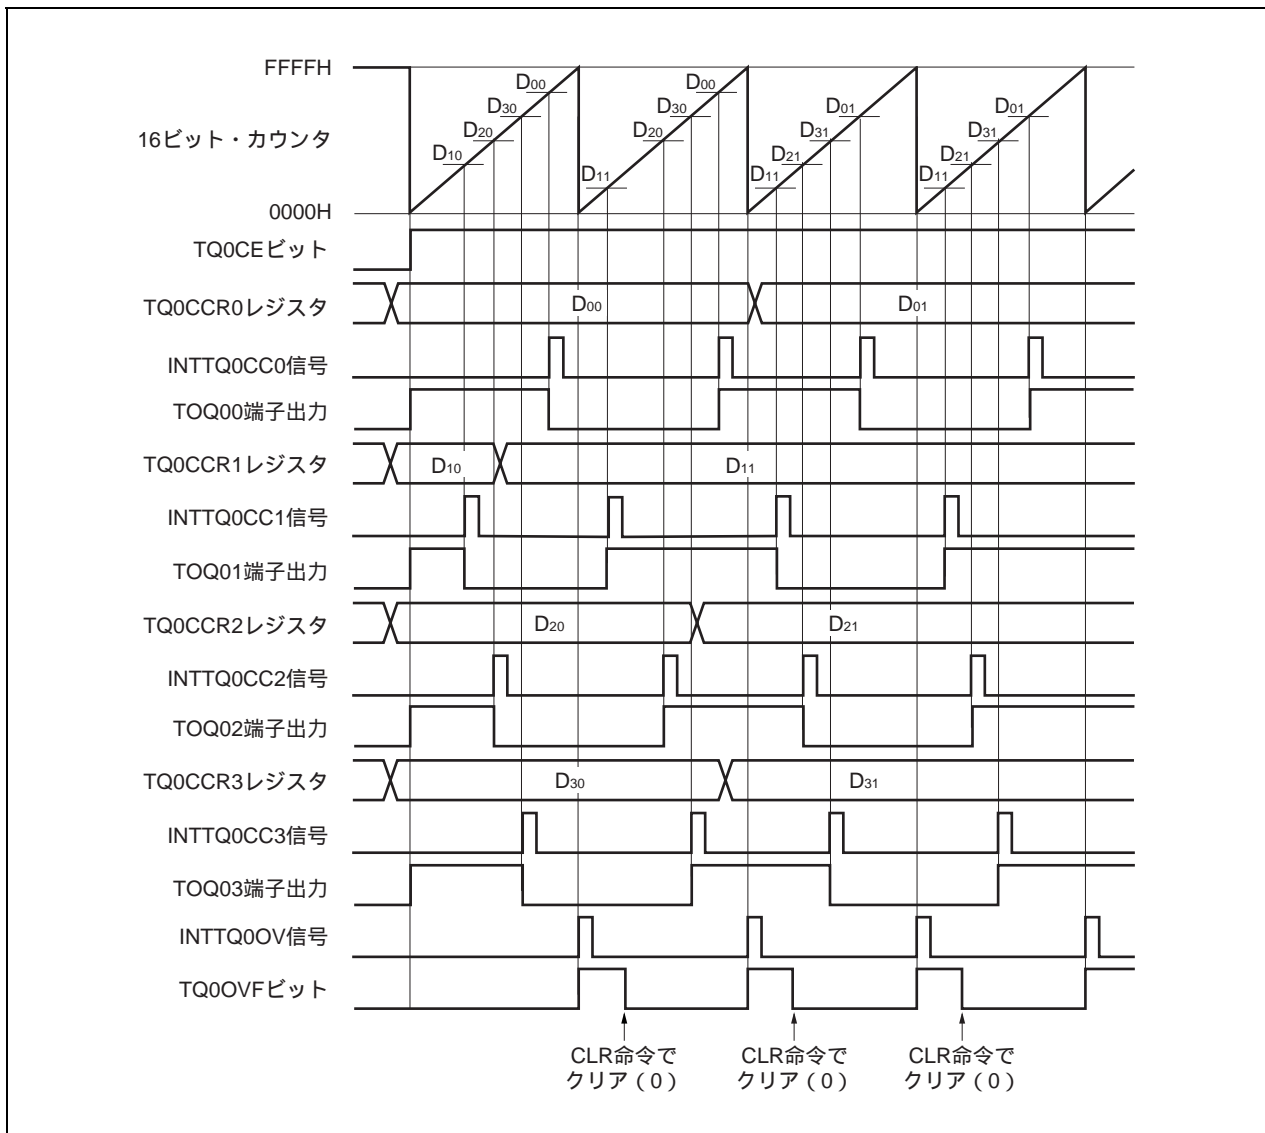 FFFFH
D00
D00
D30
D30
D01
D01
16ビット・カウンタ
D20
D20
D31
D31
D10
D21
D21
D11
D11
D11
0000H
TQ0CEビット
TQ0CCR0レジスタ
D00
D01
INTTQ0CC0信号
TOQ00端子出力
TQ0CCR1レジスタ
D10
D11
INTTQ0CC1信号
TOQ01端子出力
TQ0CCR2レジスタ
D20
D21
INTTQ0CC2信号
TOQ02端子出力
TQ0CCR3レジスタ
D30
D31
INTTQ0CC3信号
TOQ03端子出力
INTTQ0OV信号
TQ0OVFビット
CLR命令で
クリア（0）
CLR命令で
クリア（0）
CLR命令で
クリア（0）